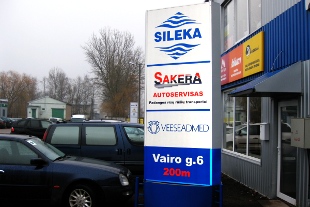 SILEKA
SAKERA
AUTOSERVISAS
VEESEADMED
Vairo g.6
200m